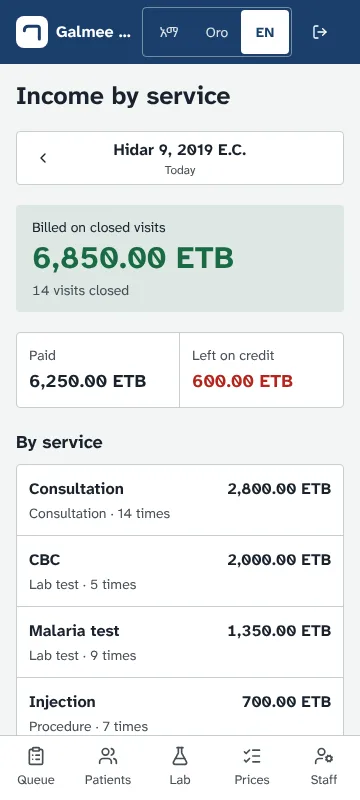 Galmee ...
አማ
Oro
EN
Income by service
Hidar 9, 2019 E.C.
Today
Billed on closed visits
6,850.00 ETB
14 visits closed
Paid
6,250.00 ETB
Left on credit
600.00 ETB
By service
Consultation
2,800.00 ETB
Consultation · 14 times
CBC
2,000.00 ETB
Lab test · 5 times
Malaria test
1,350.00 ETB
Lab test · 9 times
Injection
700.00 ETB
Procedure · 7 times
Queue
Patients
Lab
Prices
Staff